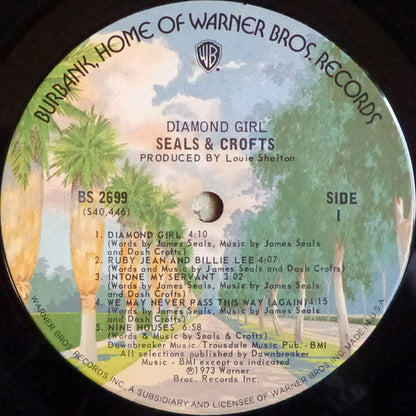 BURBANK, HOME OF WARNER BROS. RECORDS
WB
DIAMOND GIRL
SEALS & CROFTS
PRODUCED BY Louie Shelton
BS 2699
(S40,446)
SIDE
1
1. DIAMOND GIRL 4:10
(Words by James Seals, Music by James Seals
and Dash Crofts)
2. RUBY JEAN AND BILLIE LEE 4:07
(Words and Music by James Seals and Dash Crofts)
3. INTONE MY SERVANT 3:02
(Words by James Seals, Music by James Seals
and Dash Crofts)
4. WE MAY NEVER PASS THIS WAY (AGAIN) 4:15
(Words by James Seals, Music by James Seals
and Dash Crofts)
5. NINE HOUSES 6:58
(Words & Music by Seals & Crofts)
Dawnbreaker Music/Trousdale Music Pub. - BMI
All selections published by Dawnbreaker
Music - BMI except as indicated
℗1973 Warner
Bros. Records Inc.
WARNER BROS. RECORDS INC., A SUBSIDIARY AND LICENSEE OF WARNER BROS. INC. MADE IN U.S.A.